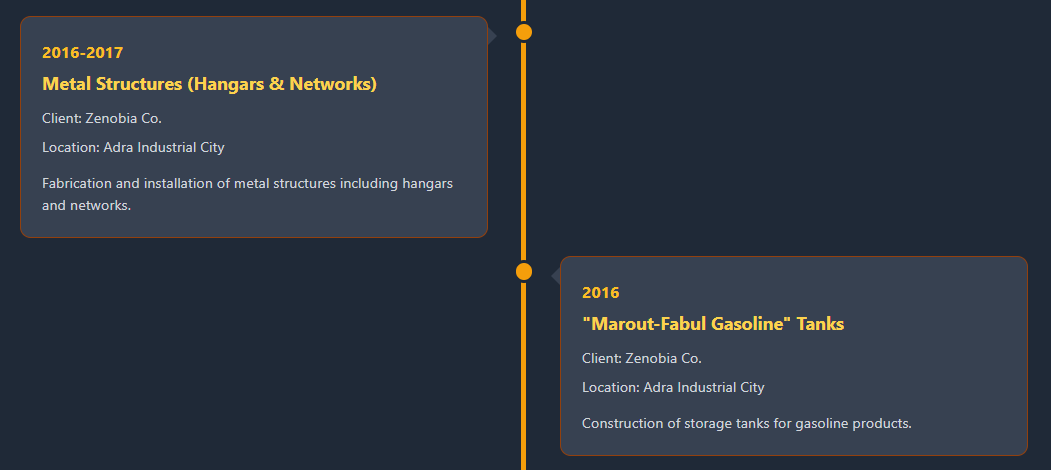 2016-2017
Metal Structures (Hangars & Networks)
Client: Zenobia Co.
Location: Adra Industrial City
Fabrication and installation of metal structures including hangars
and networks.
2016
"Marout-Fabul Gasoline" Tanks
Client: Zenobia Co.
Location: Adra Industrial City
Construction of storage tanks for gasoline products.